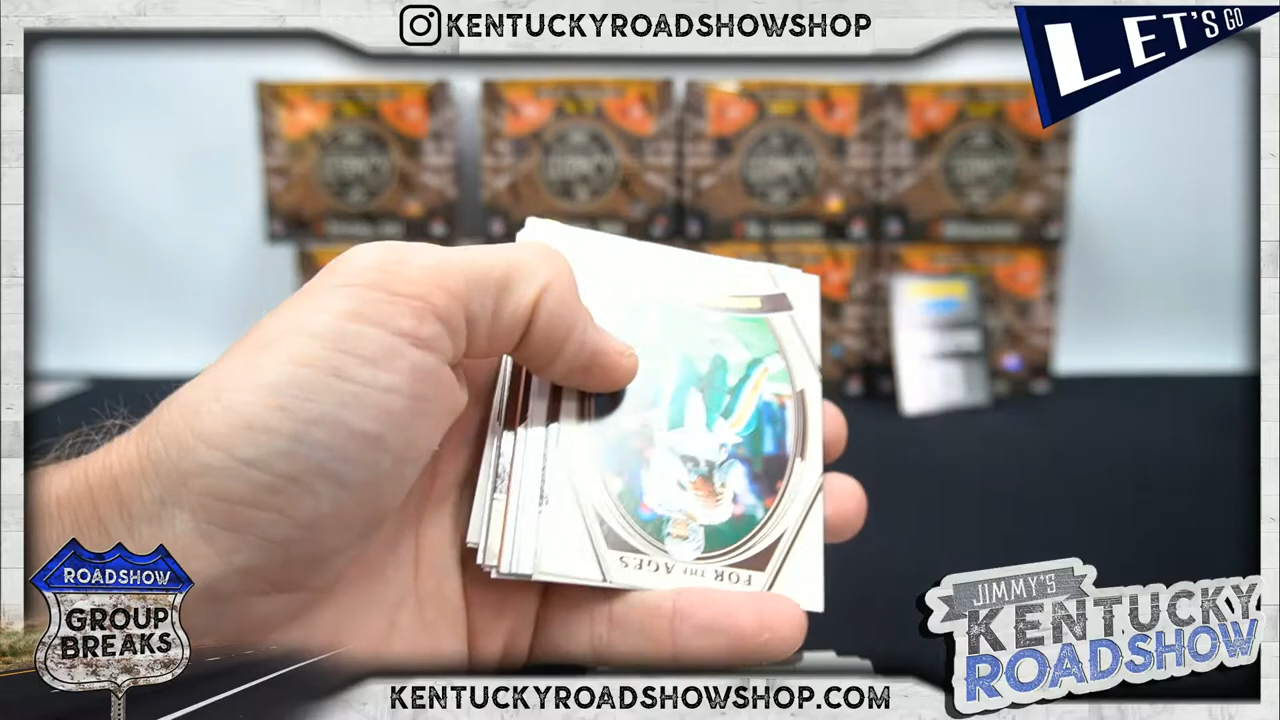 KENTUCKYROADSHOWSHOP
LET'S GO
FOR THE AGES
ROADSHOW
GROUP
BREAKS
JIMMY'S
KENTUCKY
ROADSHOW
KENTUCKYROADSHOWSHOP.COM